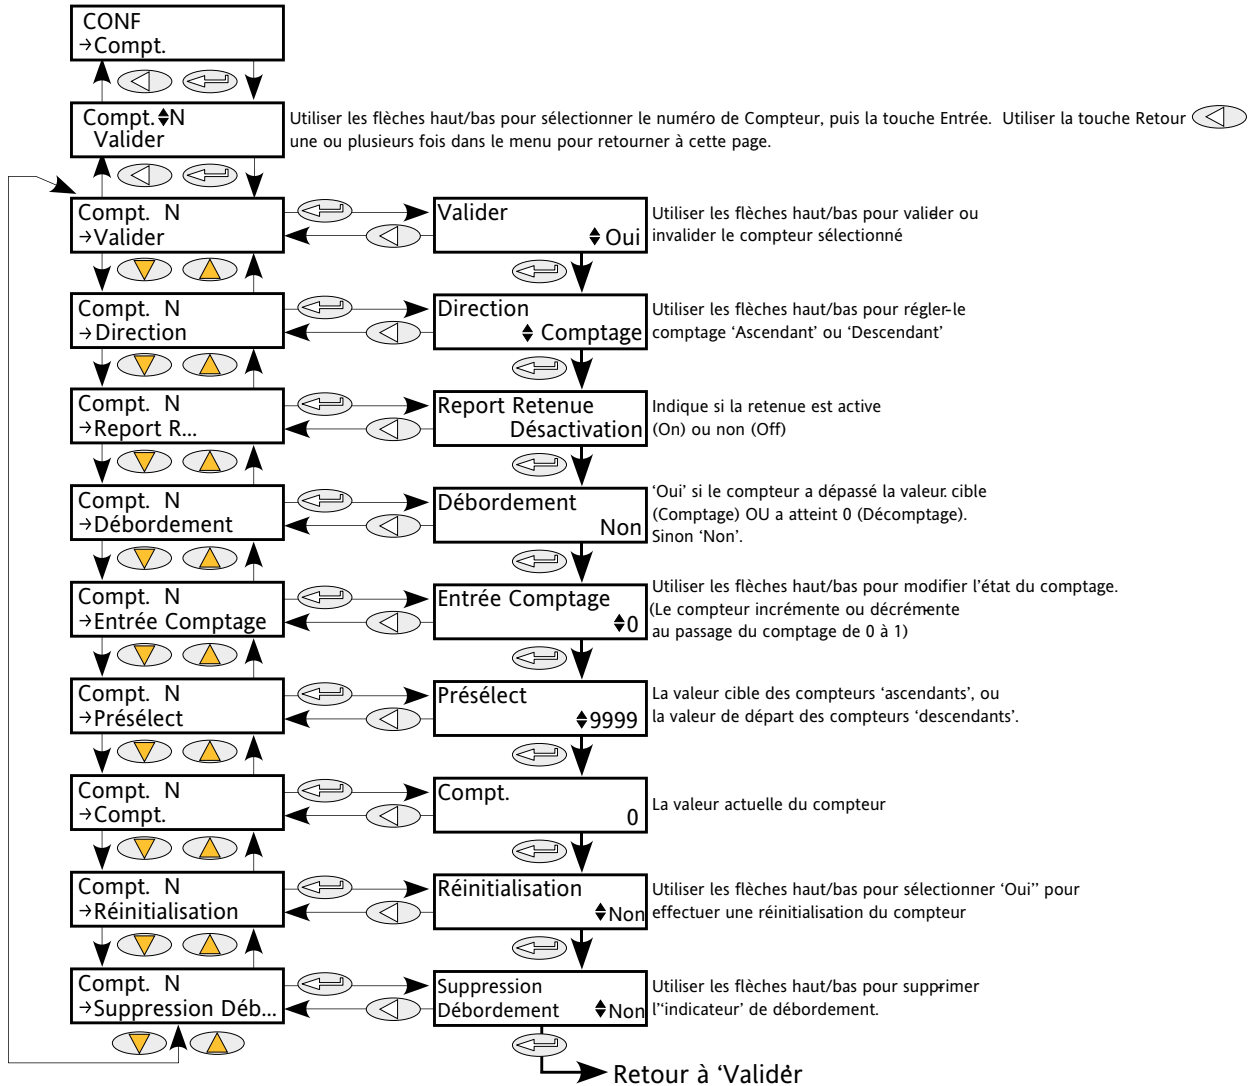 CONF
→Compt.
Compt.♦N
Valider
Utiliser les flèches haut/bas pour sélectionner le numéro de Compteur, puis la touche Entrée. Utiliser la touche Retour
une ou plusieurs fois dans le menu pour retourner à cette page.
Compt. N
→Valider
Valider
♦Oui
Utiliser les flèches haut/bas pour valider ou
invalider le compteur sélectionné
Compt. N
→Direction
Direction
♦ Comptage
Utiliser les flèches haut/bas pour régler-le
comptage ‘Ascendant’ ou ‘Descendant’
Compt. N
→Report R...
Report Retenue
Désactivation
Indique si la retenue est active
(On) ou non (Off)
Compt. N
→Débordement
Débordement
Non
‘Oui’ si le compteur a dépassé la valeur. cible
(Comptage) OU a atteint 0 (Décomptage).
Sinon ‘Non’.
Compt. N
→Entrée Comptage
Entrée Comptage
♦0
Utiliser les flèches haut/bas pour modifier l’état du comptage.
(Le compteur incrémente ou décrémente
au passage du comptage de 0 à 1)
Compt. N
→Présélect
Présélect
♦9999
La valeur cible des compteurs ‘ascendants’, ou
la valeur de départ des compteurs ‘descendants’.
Compt. N
→Compt.
Compt.
0
La valeur actuelle du compteur
Compt. N
→Réinitialisation
Réinitialisation
♦Non
Utiliser les flèches haut/bas pour sélectionner ‘Oui’’ pour
effectuer une réinitialisation du compteur
Compt. N
→Suppression Déb...
Suppression
Débordement ♦Non
Utiliser les flèches haut/bas pour supprimer
l’‘indicateur’ de débordement.
Retour à ‘Valider’